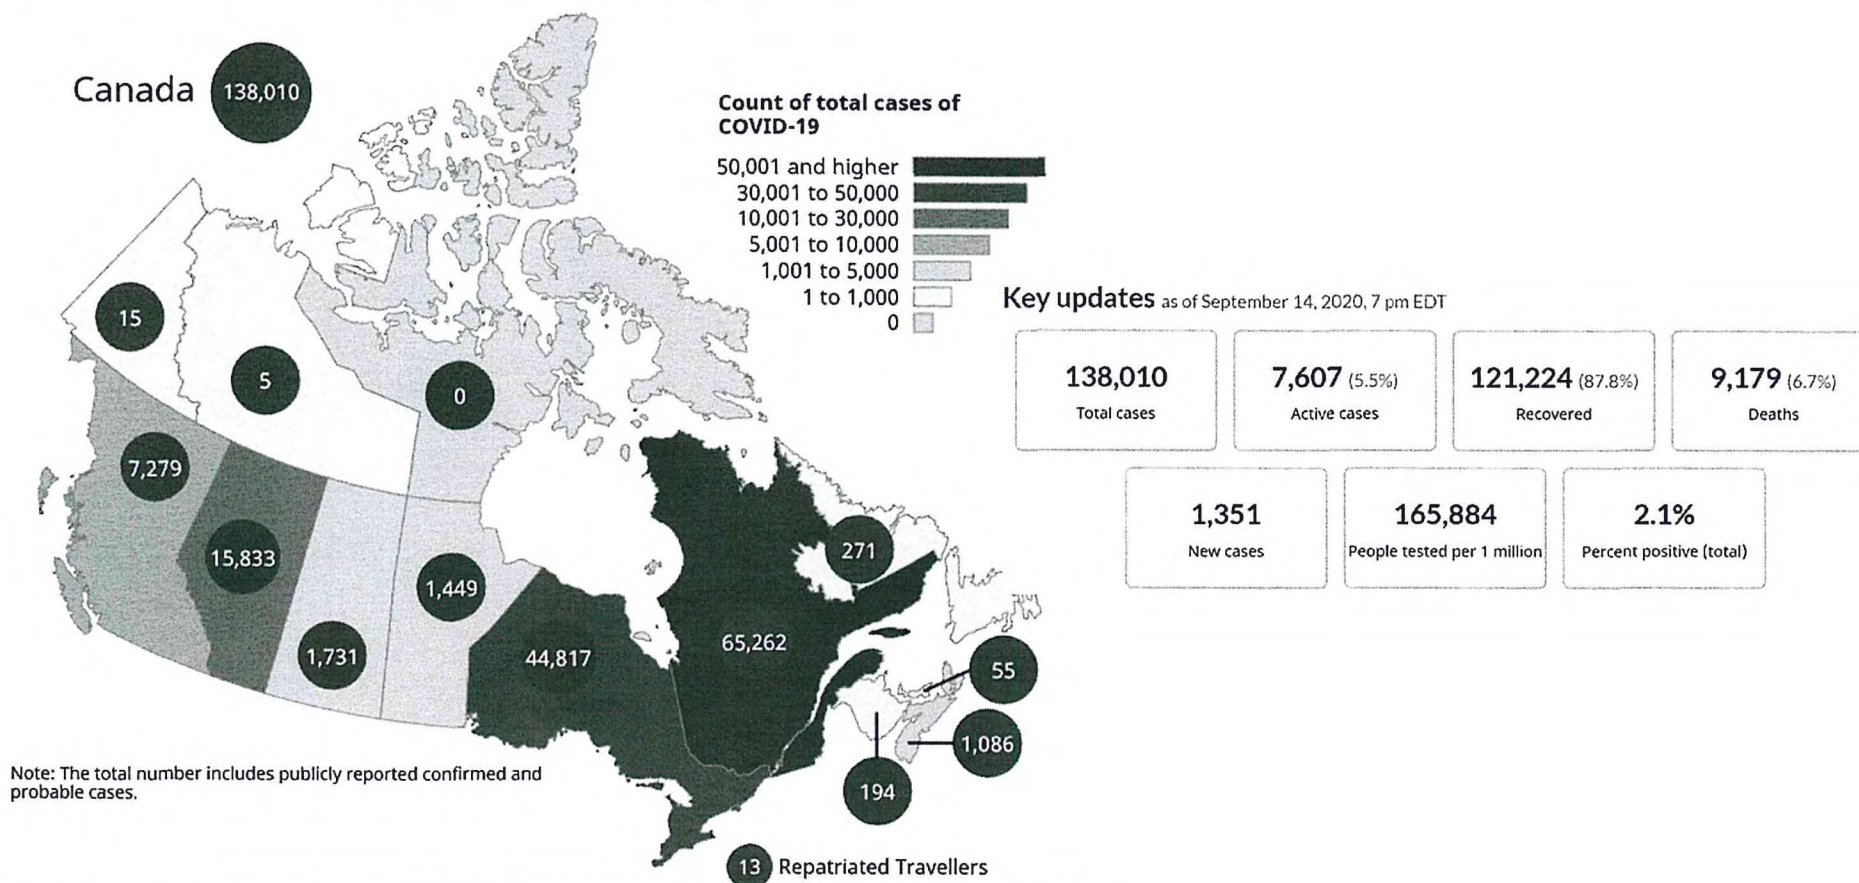 Canada 138,010
Count of total cases of
COVID-19
50,001 and higher
30,001 to 50,000
10,001 to 30,000
5,001 to 10,000
1,001 to 5,000
1 to 1,000
0
15
5
0
7,279
15,833
1,731
1,449
44,817
65,262
271
55
1,086
194
Note: The total number includes publicly reported confirmed and
probable cases.
13 Repatriated Travellers
Key updates as of September 14, 2020, 7 pm EDT
138,010
Total cases
7,607 (5.5%)
Active cases
121,224 (87.8%)
Recovered
9,179 (6.7%)
Deaths
1,351
New cases
165,884
People tested per 1 million
2.1%
Percent positive (total)